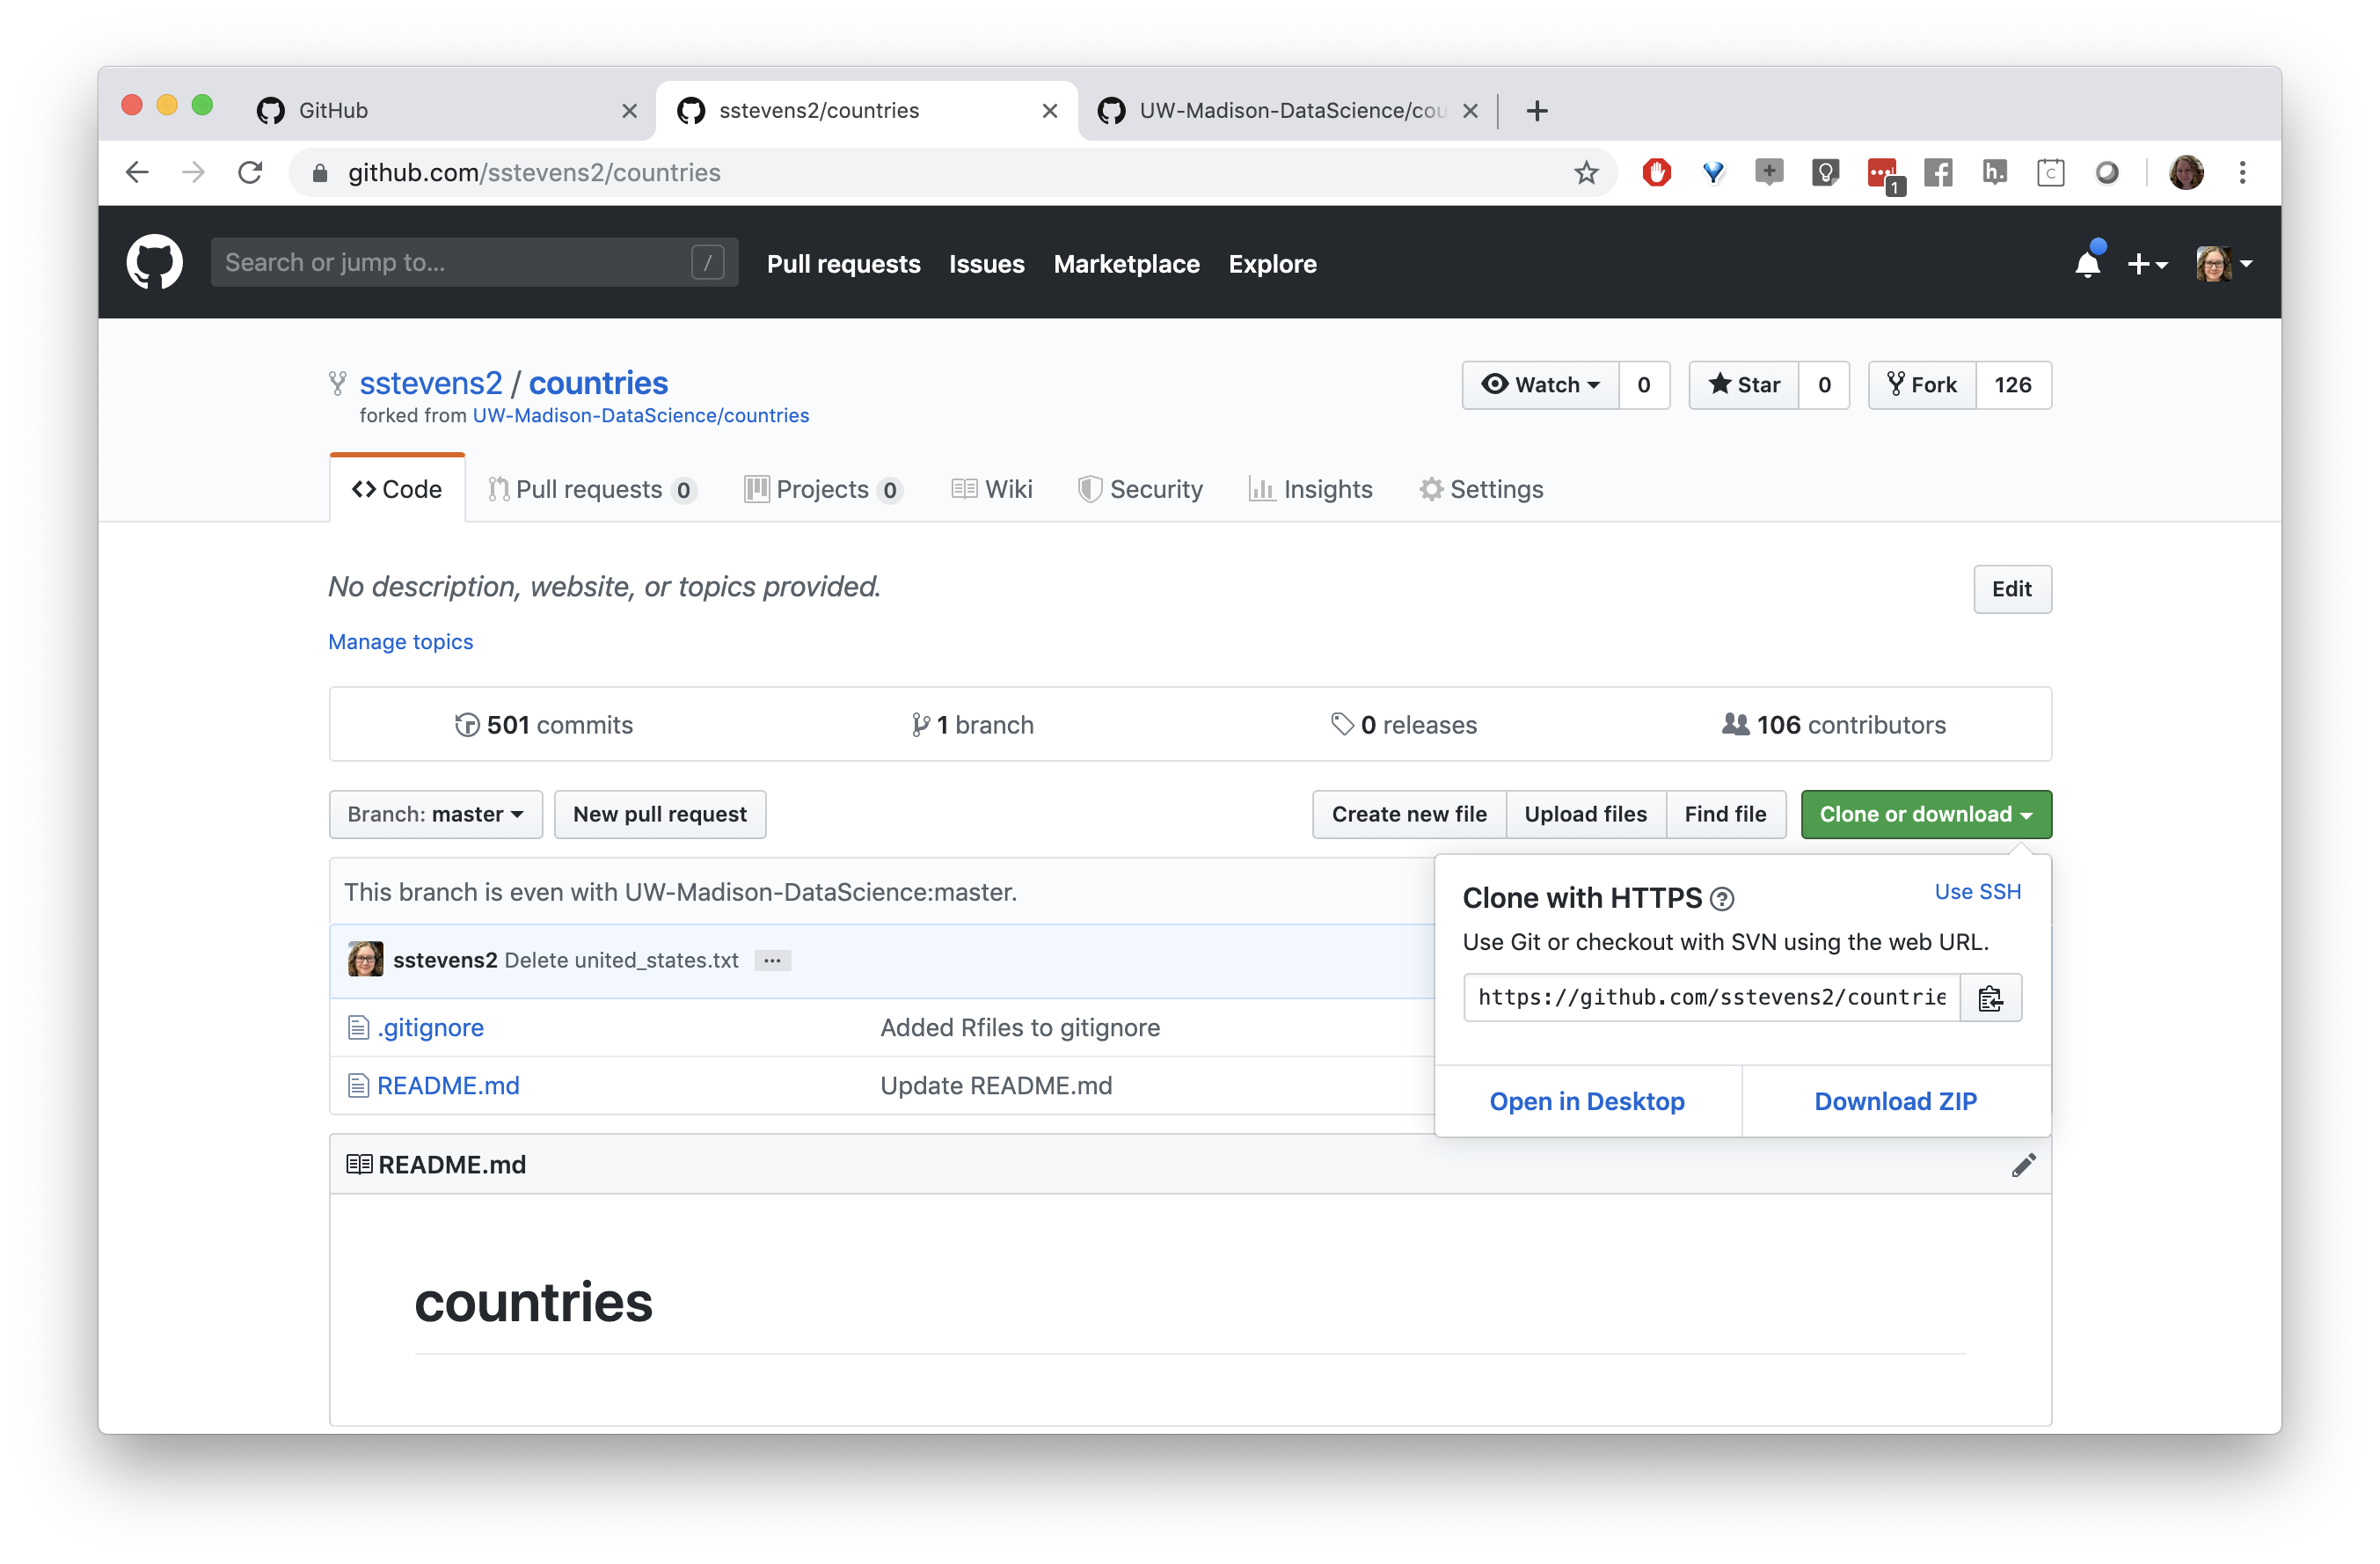 GitHub
sstevens2/countries
UW-Madison-DataScience/cou
github.com/sstevens2/countries
1
Search or jump to...
/
Pull requests
Issues
Marketplace
Explore
sstevens2 / countries
forked from UW-Madison-DataScience/countries
Watch
0
Star
0
Fork
126
Code
Pull requests 0
Projects 0
Wiki
Security
Insights
Settings
No description, website, or topics provided.
Edit
Manage topics
501 commits
1 branch
0 releases
106 contributors
Branch: master
New pull request
Create new file
Upload files
Find file
Clone or download
This branch is even with UW-Madison-DataScience:master.
Clone with HTTPS ?
Use SSH
Use Git or checkout with SVN using the web URL.
https://github.com/sstevens2/countrie
Open in Desktop
Download ZIP
sstevens2 Delete united_states.txt ...
.gitignore
Added Rfiles to gitignore
README.md
Update README.md
README.md
countries